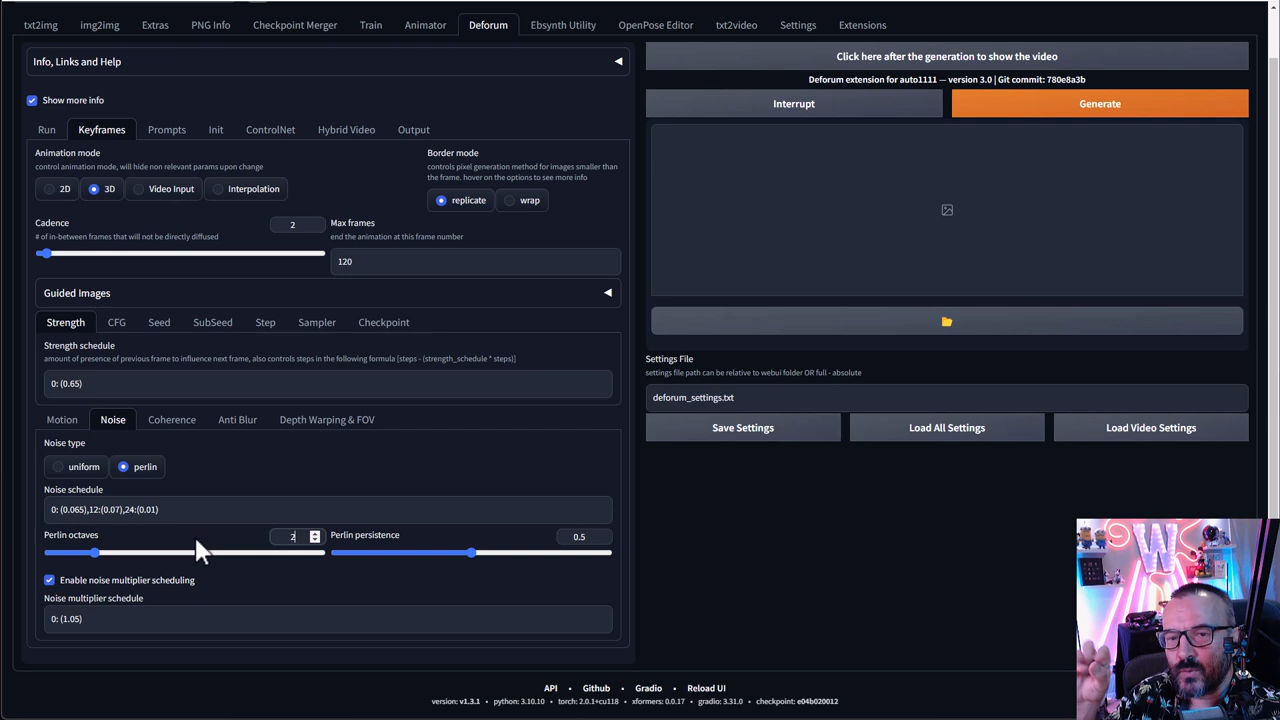 txt2img img2img Extras PNG Info Checkpoint Merger Train Animator Deforum Ebsynth Utility OpenPose Editor txt2video Settings Extensions
Info, Links and Help
Show more info
Run Keyframes Prompts Init ControlNet Hybrid Video Output
Animation mode
control animation mode, will hide non relevant params upon change
2D 3D Video Input Interpolation
Border mode
controls pixel generation method for images smaller than
the frame. hover on the options to see more info
replicate wrap
Cadence 2
# of in-between frames that will not be directly diffused
Max frames
end the animation at this frame number
120
Guided Images
Strength CFG Seed SubSeed Step Sampler Checkpoint
Strength schedule
amount of presence of previous frame to influence next frame, also controls steps in the following formula [steps - (strength_schedule * steps)]
0: (0.65)
Motion Noise Coherence Anti Blur Depth Warping & FOV
Noise type
uniform perlin
Noise schedule
0: (0.065),12:(0.07),24:(0.01)
Perlin octaves 2 Perlin persistence 0.5
Enable noise multiplier scheduling
Noise multiplier schedule
0: (1.05)
Click here after the generation to show the video
Deforum extension for auto1111 — version 3.0 | Git commit: 780e8a3b
Interrupt Generate
Settings File
settings file path can be relative to webui folder OR full - absolute
deforum_settings.txt
Save Settings Load All Settings Load Video Settings
API • Github • Gradio • Reload UI
version: v1.3.1 • python: 3.10.10 • torch: 2.0.1+cu118 • xformers: 0.0.17 • gradio: 3.31.0 • checkpoint: e04b020012
W